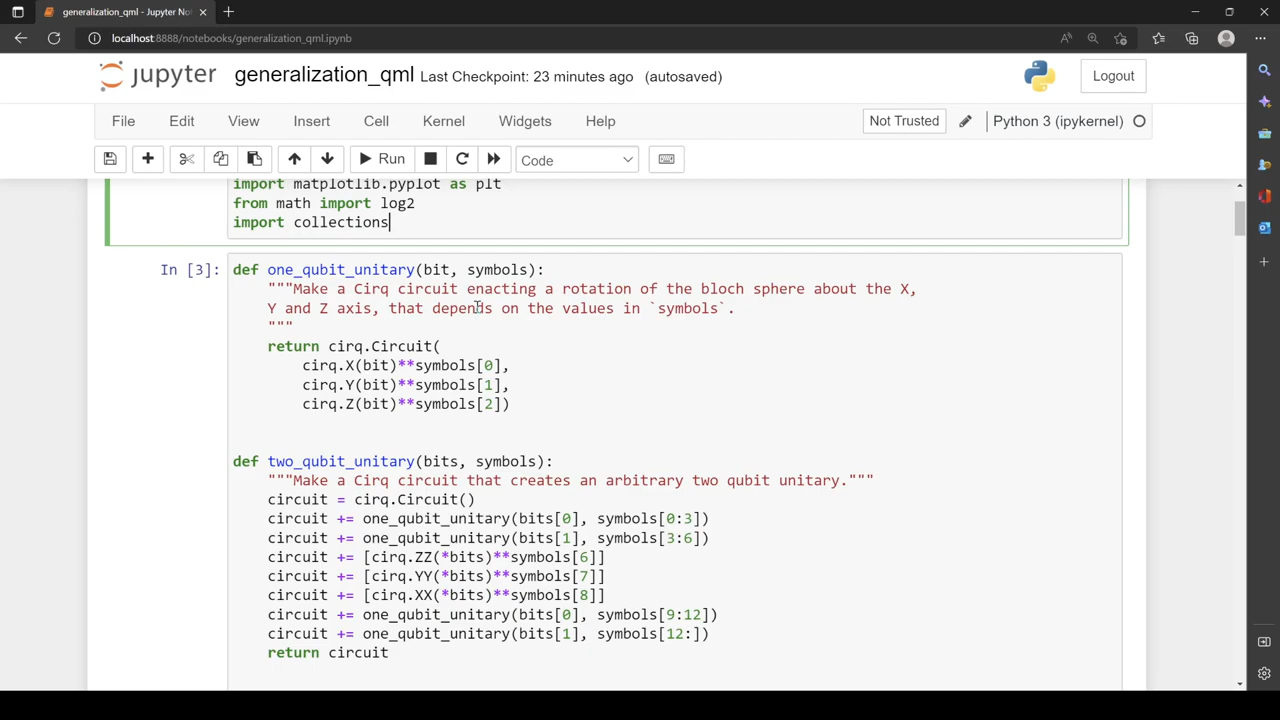 generalization_qml - Jupyter No
localhost:8888/notebooks/generalization_qml.ipynb
jupyter generalization_qml Last Checkpoint: 23 minutes ago (autosaved)
Logout
File Edit View Insert Cell Kernel Widgets Help
Not Trusted
Python 3 (ipykernel)
Run
Code
import matplotlib.pyplot as plt
from math import log2
import collections
In [3]:
def one_qubit_unitary(bit, symbols):
"""Make a Cirq circuit enacting a rotation of the bloch sphere about the X,
Y and Z axis, that depends on the values in `symbols`.
"""
return cirq.Circuit(
cirq.X(bit)**symbols[0],
cirq.Y(bit)**symbols[1],
cirq.Z(bit)**symbols[2])
def two_qubit_unitary(bits, symbols):
"""Make a Cirq circuit that creates an arbitrary two qubit unitary."""
circuit = cirq.Circuit()
circuit += one_qubit_unitary(bits[0], symbols[0:3])
circuit += one_qubit_unitary(bits[1], symbols[3:6])
circuit += [cirq.ZZ(*bits)**symbols[6]]
circuit += [cirq.YY(*bits)**symbols[7]]
circuit += [cirq.XX(*bits)**symbols[8]]
circuit += one_qubit_unitary(bits[0], symbols[9:12])
circuit += one_qubit_unitary(bits[1], symbols[12:])
return circuit